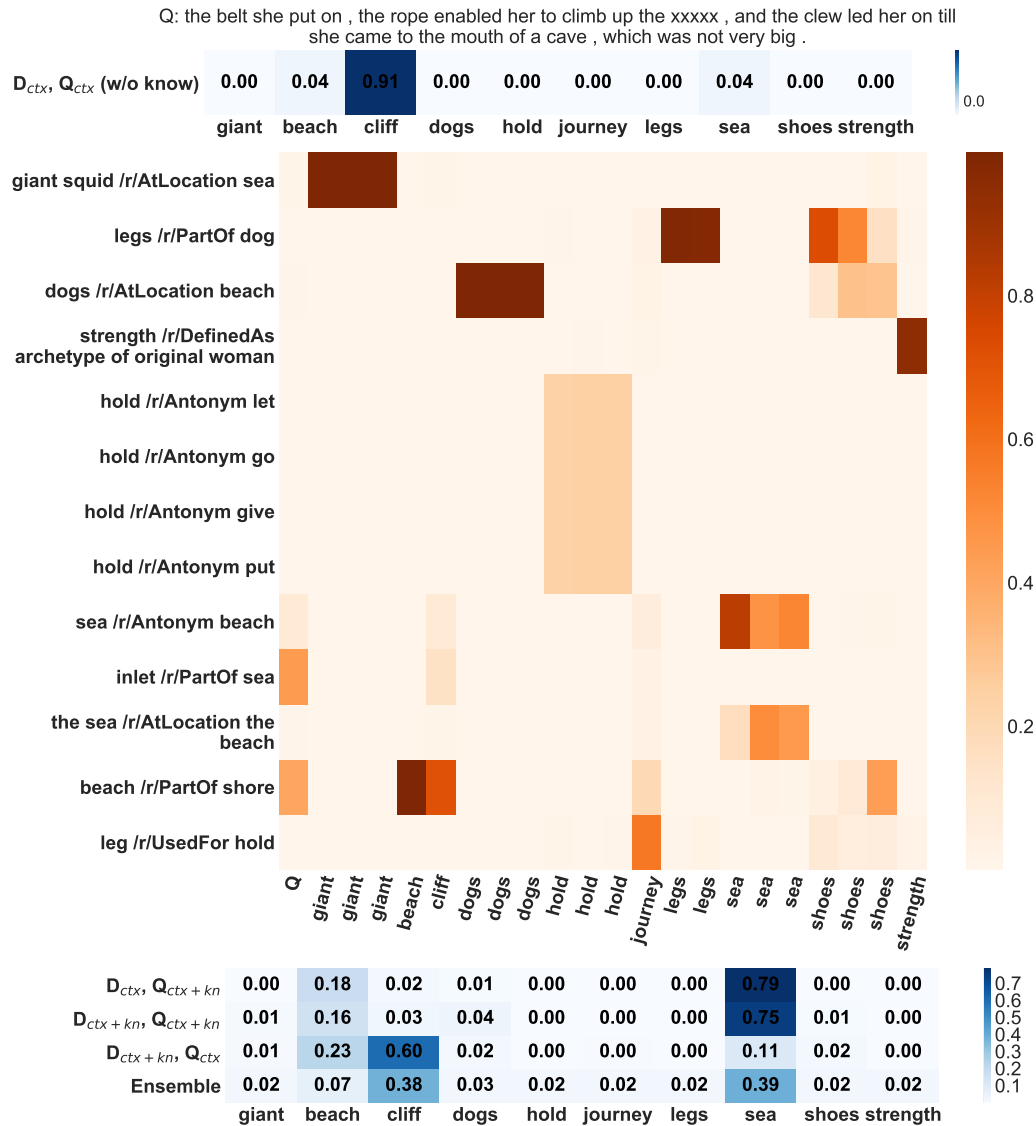 Q: the belt she put on , the rope enabled her to climb up the xxxxx , and the clew led her on till
she came to the mouth of a cave , which was not very big .
D_ctx, Q_ctx (w/o know) 0.00 0.04 0.91 0.00 0.00 0.00 0.00 0.04 0.00 0.00
0.0
giant beach cliff dogs hold journey legs sea shoes strength
giant squid /r/AtLocation sea
legs /r/PartOf dog
dogs /r/AtLocation beach
0.8
strength /r/DefinedAs
archetype of original woman
hold /r/Antonym let
0.6
hold /r/Antonym go
hold /r/Antonym give
hold /r/Antonym put
0.4
sea /r/Antonym beach
inlet /r/PartOf sea
the sea /r/AtLocation the
beach
0.2
beach /r/PartOf shore
leg /r/UsedFor hold
Q giant giant giant beach cliff dogs dogs dogs hold hold hold journey legs legs sea sea sea shoes shoes shoes strength
D_ctx, Q_ctx + kn 0.00 0.18 0.02 0.01 0.00 0.00 0.00 0.79 0.00 0.00
D_ctx + kn, Q_ctx + kn 0.01 0.16 0.03 0.04 0.00 0.00 0.00 0.75 0.01 0.00
D_ctx + kn, Q_ctx 0.01 0.23 0.60 0.02 0.00 0.00 0.00 0.11 0.02 0.00
Ensemble 0.02 0.07 0.38 0.03 0.02 0.02 0.02 0.39 0.02 0.02
0.7
0.6
0.5
0.4
0.3
0.2
0.1
giant beach cliff dogs hold journey legs sea shoes strength